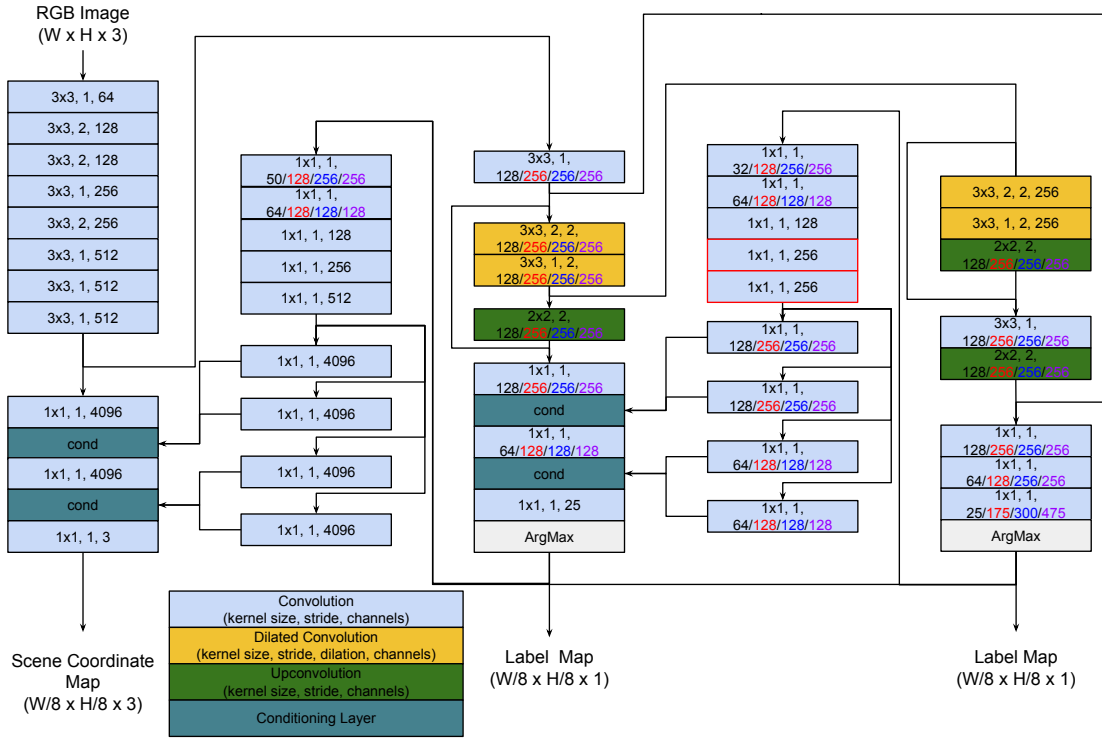 RGB Image
(W x H x 3)
3x3, 1, 64
3x3, 2, 128
3x3, 2, 128
3x3, 1, 256
3x3, 2, 256
3x3, 1, 512
3x3, 1, 512
3x3, 1, 512
1x1, 1, 4096
cond
1x1, 1, 4096
cond
1x1, 1, 3
Scene Coordinate
Map
(W/8 x H/8 x 3)
1x1, 1,
50/128/256/256
1x1, 1,
64/128/128/128
1x1, 1, 128
1x1, 1, 256
1x1, 1, 512
1x1, 1, 4096
1x1, 1, 4096
1x1, 1, 4096
1x1, 1, 4096
3x3, 1,
128/256/256/256
3x3, 2, 2,
128/256/256/256
3x3, 1, 2,
128/256/256/256
2x2, 2,
128/256/256/256
1x1, 1,
128/256/256/256
cond
1x1, 1,
64/128/128/128
cond
1x1, 1, 25
ArgMax
Label Map
(W/8 x H/8 x 1)
1x1, 1,
32/128/256/256
1x1, 1,
64/128/128/128
1x1, 1, 128
1x1, 1, 256
1x1, 1, 256
1x1, 1,
128/256/256/256
1x1, 1,
128/256/256/256
1x1, 1,
64/128/128/128
1x1, 1,
64/128/128/128
3x3, 2, 2, 256
3x3, 1, 2, 256
2x2, 2,
128/256/256/256
3x3, 1,
128/256/256/256
2x2, 2
128/256/256/256
1x1, 1,
128/256/256/256
1x1, 1,
64/128/256/256
1x1, 1,
25/175/300/475
ArgMax
Label Map
(W/8 x H/8 x 1)
Convolution
(kernel size, stride, channels)
Dilated Convolution
(kernel size, stride, dilation, channels)
Upconvolution
(kernel size, stride, channels)
Conditioning Layer